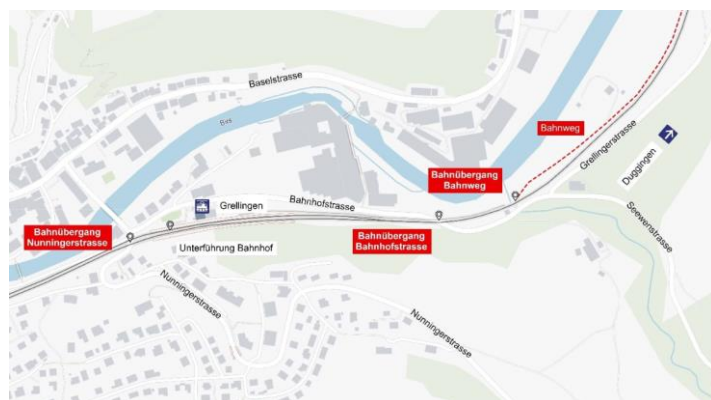 Baselstrasse
Birs
Bahnweg
Grellingerstrasse
Duggingen
Bahnübergang
Bahnweg
Seewenstrasse
Grellingen
Bahnhofstrasse
Bahnübergang
Nunningerstrasse
Unterführung Bahnhof
Bahnübergang
Bahnhofstrasse
Nunningerstrasse
Nunningerstrasse